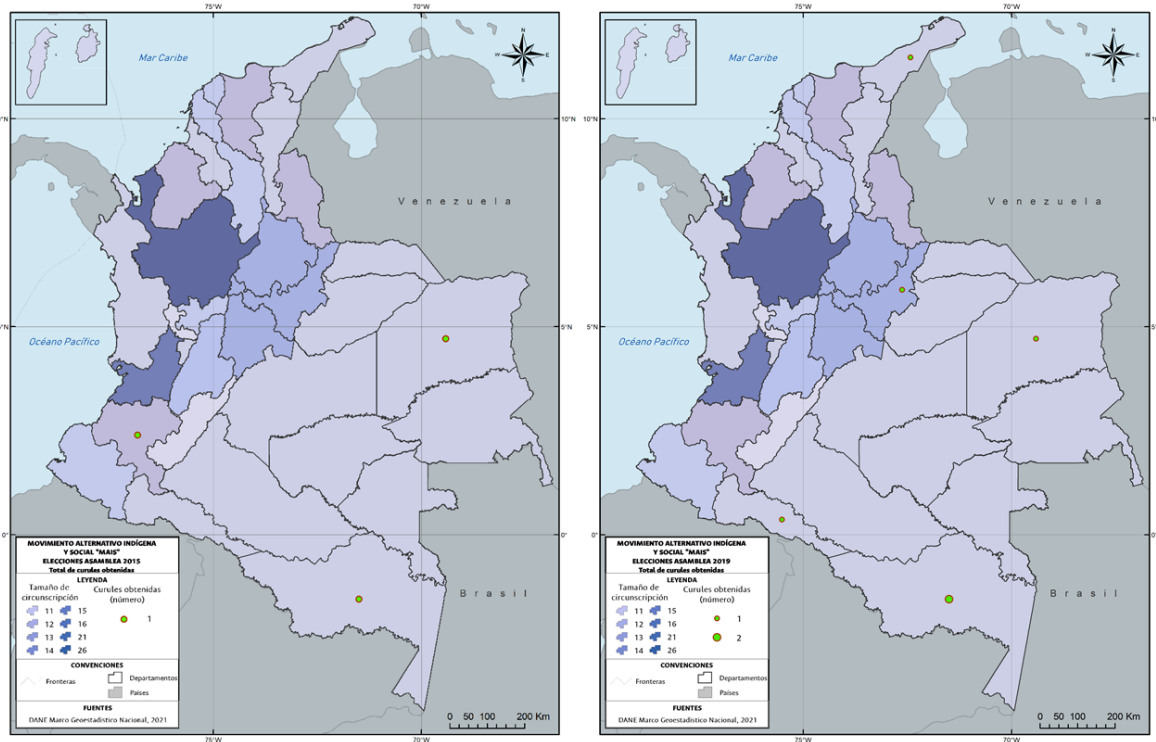 75°W 70°W
N
W E
S
Mar Caribe
10°N
Venezuela
5°N
Océano Pacífico
0°
Brasil
MOVIMIENTO ALTERNATIVO INDÍGENA
Y SOCIAL "MAIS"
ELECCIONES ASAMBLEA 2015
Total de curules obtenidas
LEYENDA
Tamaño de circunscripción
Curules obtenidas (número)
11 15
12 16
13 21
14 26
1
CONVENCIONES
Fronteras
Departamentos
Países
FUENTES
DANE Marco Geoestadístico Nacional, 2021
0 50 100 200 Km
75°W 70°W
75°W 70°W
N
W E
S
Mar Caribe
10°N
Venezuela
5°N
Océano Pacífico
0°
Brasil
MOVIMIENTO ALTERNATIVO INDÍGENA
Y SOCIAL "MAIS"
ELECCIONES ASAMBLEA 2019
Total de curules obtenidas
LEYENDA
Tamaño de circunscripción
Curules obtenidas (número)
11 15
12 16
13 21
14 26
1
2
CONVENCIONES
Fronteras
Departamentos
Países
FUENTES
DANE Marco Geoestadístico Nacional, 2021
0 50 100 200 Km
75°W 70°W